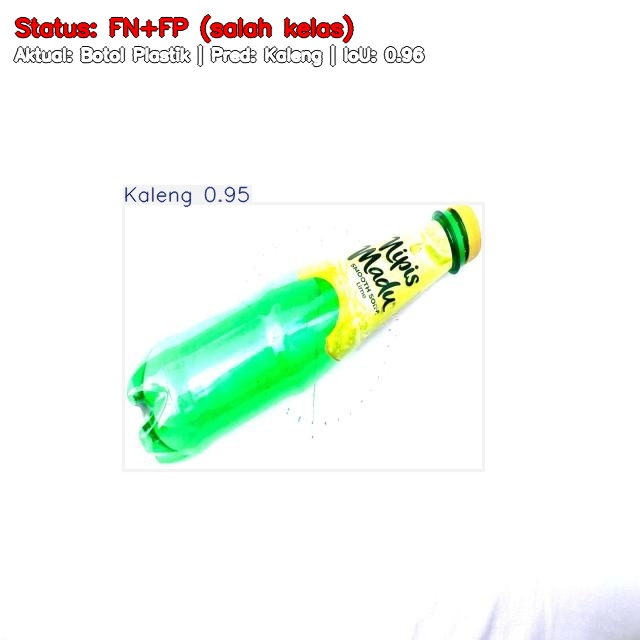 Status: FN+FP (salah kelas)
Aktual: Botol Plastik | Pred: Kaleng | IoU: 0.96
Kaleng 0.95
Nipis
Madu
SMOOTH SODA
Lime